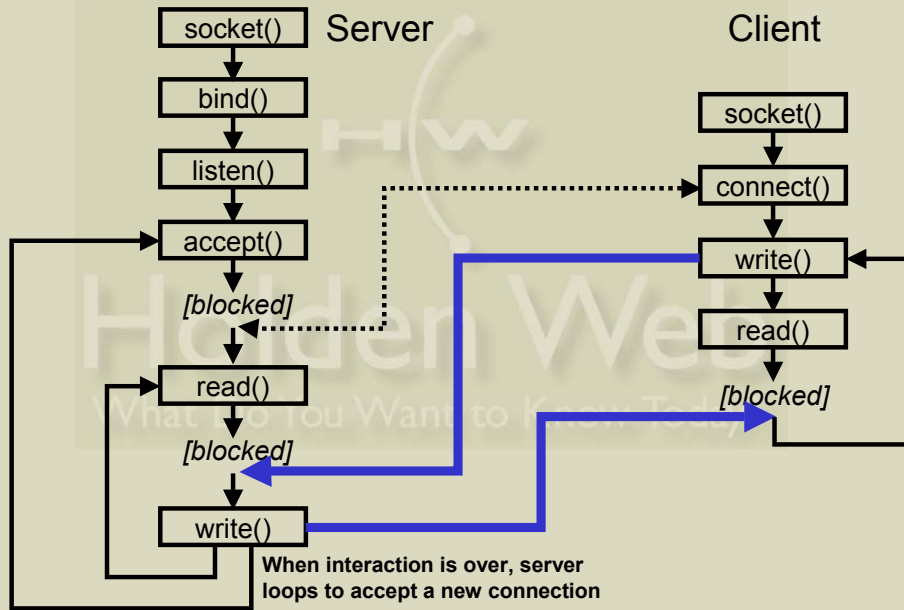 Server
Client
socket()
bind()
listen()
accept()
[blocked]
read()
[blocked]
write()
When interaction is over, server
loops to accept a new connection
socket()
connect()
write()
read()
[blocked]
HW
Holden Web
What Do You Want to Know Today